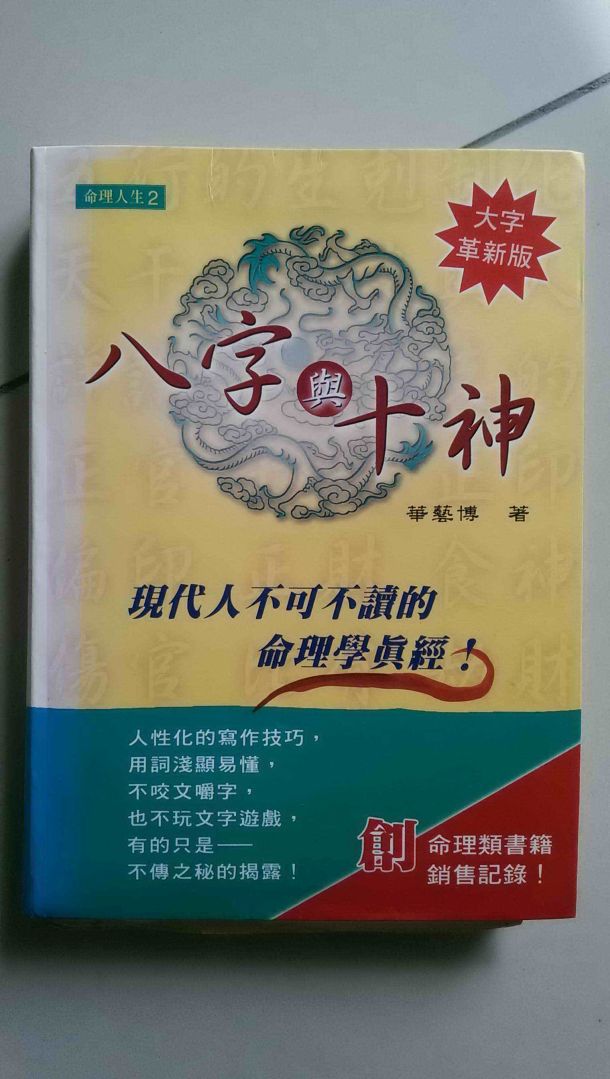 命理人生2
大字
革新版
八字與十神
華藝博 著
現代人不可不讀的
命理學眞經！
人性化的寫作技巧，
用詞淺顯易懂，
不咬文嚼字，
也不玩文字遊戲，
有的只是——
不傳之秘的揭露！
創
命理類書籍
銷售記錄！